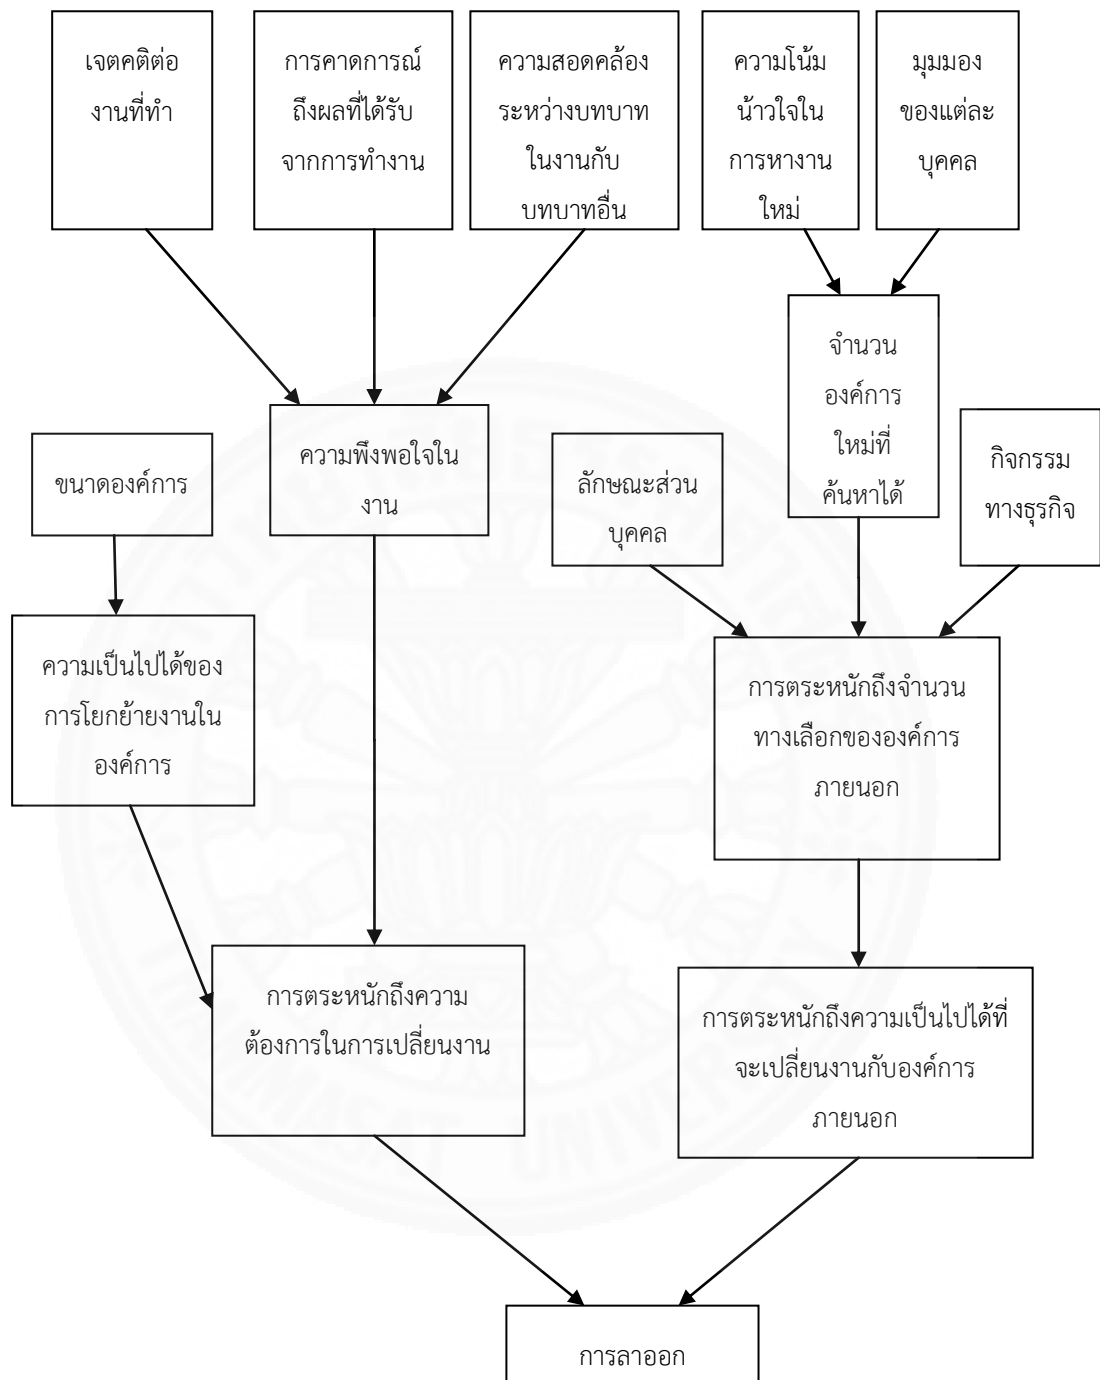 เจตคติต่อ
งานที่ทำ
การคาดการณ์
ถึงผลที่ได้รับ
จากการทำงาน
ความสอดคล้อง
ระหว่างบทบาท
ในงานกับ
บทบาทอื่น
ความโน้ม
น้าวใจใน
การหางาน
ใหม่
มุมมอง
ของแต่ละ
บุคคล
จำนวน
องค์การ
ใหม่ที่
ค้นหาได้
ขนาดองค์การ
ความพึงพอใจใน
งาน
ลักษณะส่วน
บุคคล
กิจกรรม
ทางธุรกิจ
ความเป็นไปได้ของ
การโยกย้ายงานใน
องค์การ
การตระหนักถึงจำนวน
ทางเลือกขององค์การ
ภายนอก
การตระหนักถึงความ
ต้องการในการเปลี่ยนงาน
การตระหนักถึงความเป็นไปได้ที่
จะเปลี่ยนงานกับองค์การ
ภายนอก
การลาออก